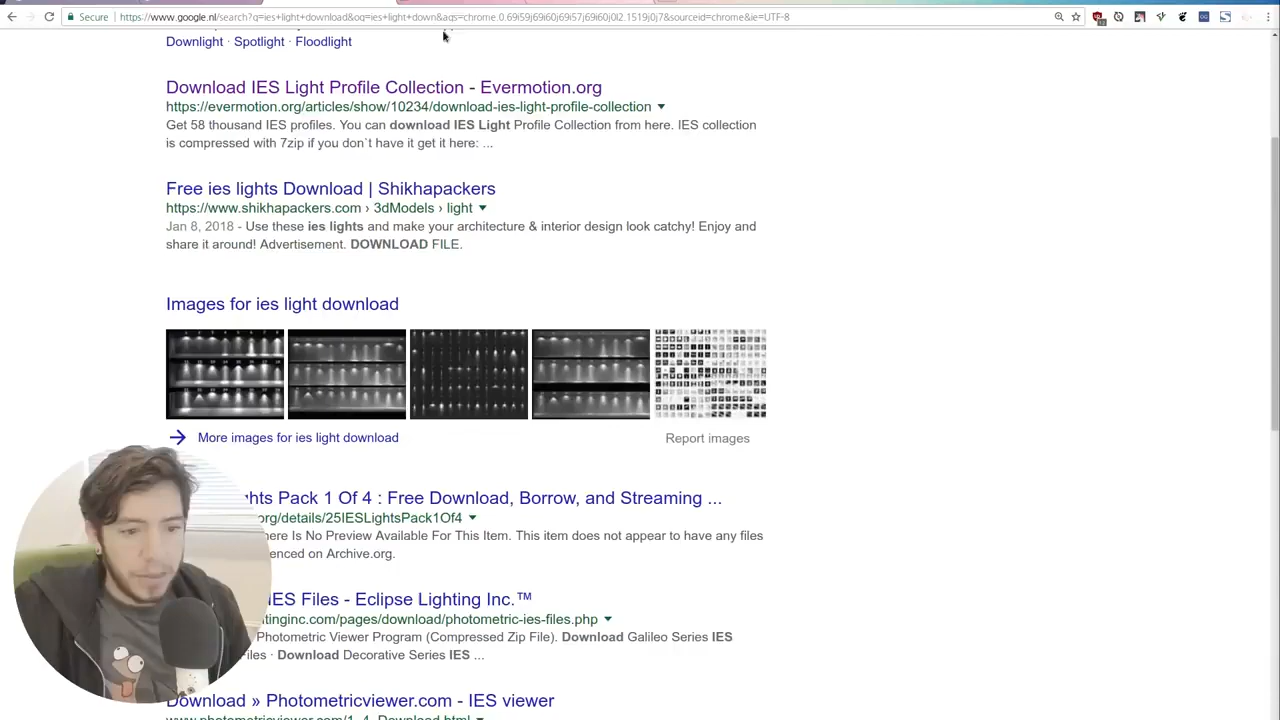 Secure
https://www.google.nl/search?q=ies+light+download&oq=ies+light+down&aqs=chrome.0.69i59j69i60j69i57j69i60j0l2.1519j0j7&sourceid=chrome&ie=UTF-8
Downlight · Spotlight · Floodlight
Download IES Light Profile Collection - Evermotion.org
https://evermotion.org/articles/show/10234/download-ies-light-profile-collection
Get 58 thousand IES profiles. You can download IES Light Profile Collection from here. IES collection
is compressed with 7zip if you don`t have it get it here: ...
Free ies lights Download | Shikhapackers
https://www.shikhapackers.com › 3dModels › light
Jan 8, 2018 - Use these ies lights and make your architecture & interior design look catchy! Enjoy and
share it around! Advertisement. DOWNLOAD FILE.
Images for ies light download
More images for ies light download
Report images
hts Pack 1 Of 4 : Free Download, Borrow, and Streaming ...
org/details/25IESLightsPack1Of4
here Is No Preview Available For This Item. This item does not appear to have any files
enced on Archive.org.
IES Files - Eclipse Lighting Inc.™
tinginc.com/pages/download/photometric-ies-files.php
Photometric Viewer Program (Compressed Zip File). Download Galileo Series IES
iles · Download Decorative Series IES ...
Download » Photometricviewer.com - IES viewer
www.photometricviewer.com/1_4_Download.html